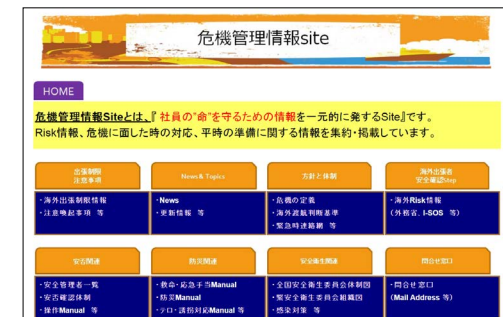 危機管理情報site
HOME
危機管理情報Siteとは、『社員の"命"を守るための情報を一元的に発するSite』です。
Risk情報、危機に面した時の対応、平時の準備に関する情報を集約・掲載しています。
出張制限
注意事項
News & Topics
方針と体制
海外出張者
安全確認Step
・海外出張制限情報
・注意喚起事項 等
・News
・更新情報 等
・危機の定義
・海外渡航判断基準
・緊急時連絡網 等
・海外Risk情報
(外務省、I-SOS 等)
安否関連
防災関連
安全衛生関連
問合せ窓口
・安全管理者一覧
・安否確認体制
・操作Manual 等
・救命・応急手当Manual
・防災Manual
・テロ・誘拐対応Manual 等
・全国安全衛生委員会体制図
・緊安全衛生委員会組織図
・感染対策 等
・問合せ窓口
(Mail Address 等)